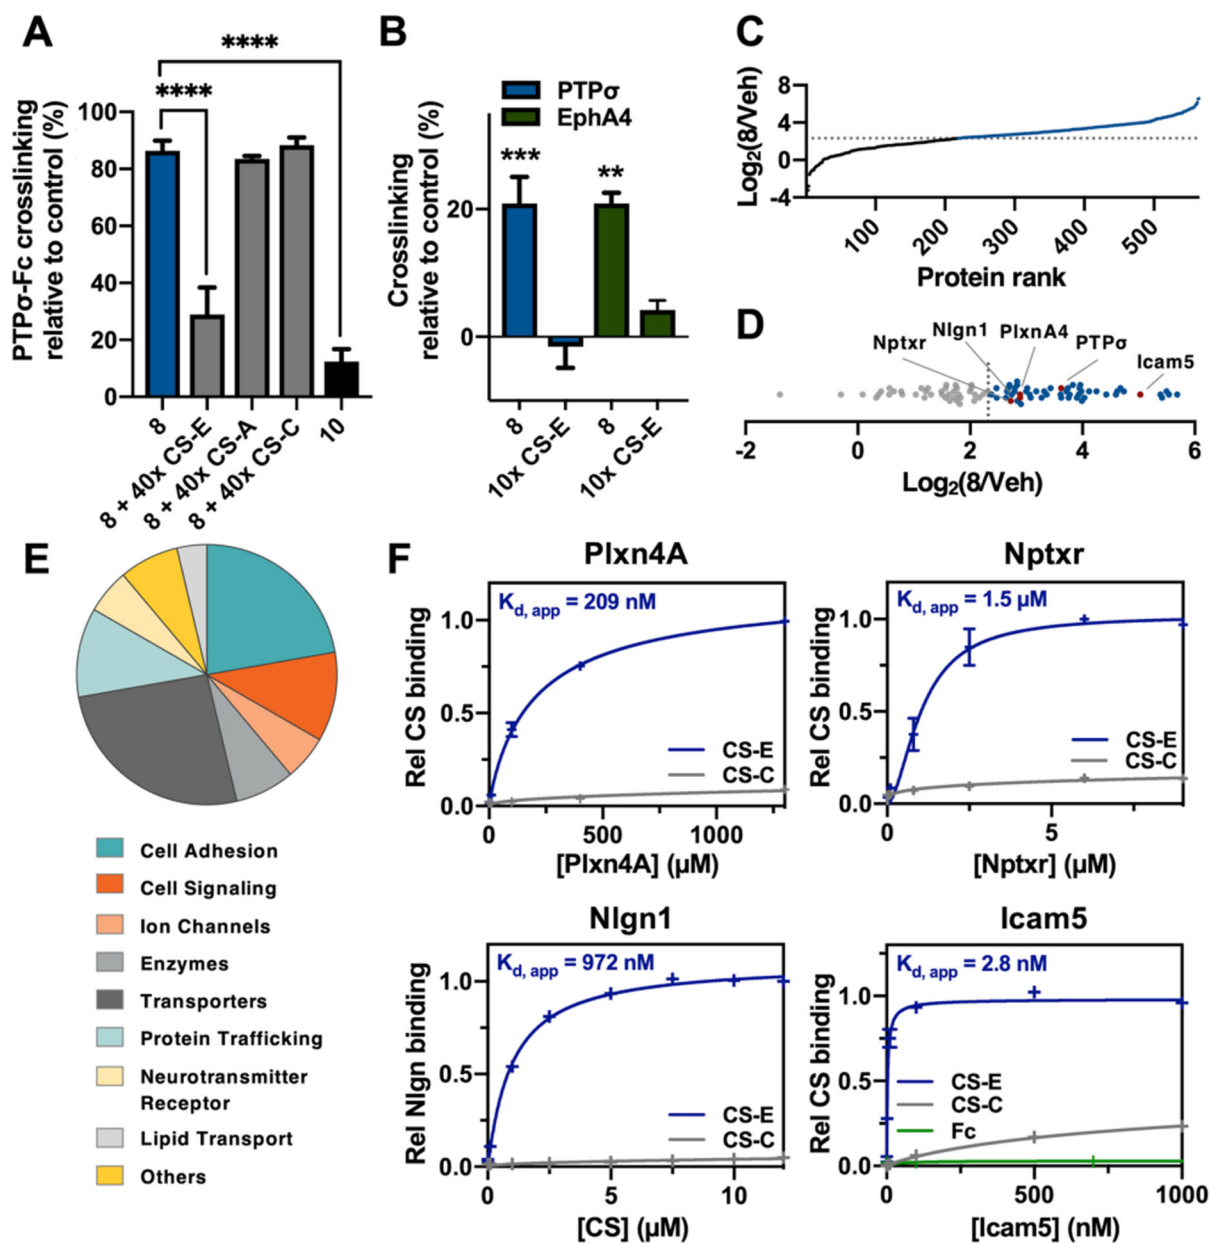 A
****
****
PTPσ-Fc crosslinking
relative to control (%)
100
80
60
40
20
0
8
8 + 40x CS-E
8 + 40x CS-A
8 + 40x CS-C
10
B
PTPσ
EphA4
Crosslinking
relative to control (%)
***
**
20
0
8
10x CS-E
8
10x CS-E
C
Log2(8/Veh)
8
4
0
-4
100
200
300
400
500
Protein rank
D
Nptxr
Nlgn1
PlxnA4
PTPσ
Icam5
-2
0
2
4
6
Log2(8/Veh)
E
Cell Adhesion
Cell Signaling
Ion Channels
Enzymes
Transporters
Protein Trafficking
Neurotransmitter
Receptor
Lipid Transport
Others
F
Plxn4A
Kd, app = 209 nM
Rel CS binding
1.0
0.5
0.0
CS-E
CS-C
0
500
1000
[Plxn4A] (μM)
Nptxr
Kd, app = 1.5 μM
Rel CS binding
1.0
0.5
0.0
CS-E
CS-C
0
5
[Nptxr] (μM)
Nlgn1
Kd, app = 972 nM
Rel Nlgn binding
1.0
0.5
0.0
CS-E
CS-C
0
5
10
[CS] (μM)
Icam5
Kd, app = 2.8 nM
Rel CS binding
1.0
0.5
0.0
CS-E
CS-C
Fc
0
500
1000
[Icam5] (nM)